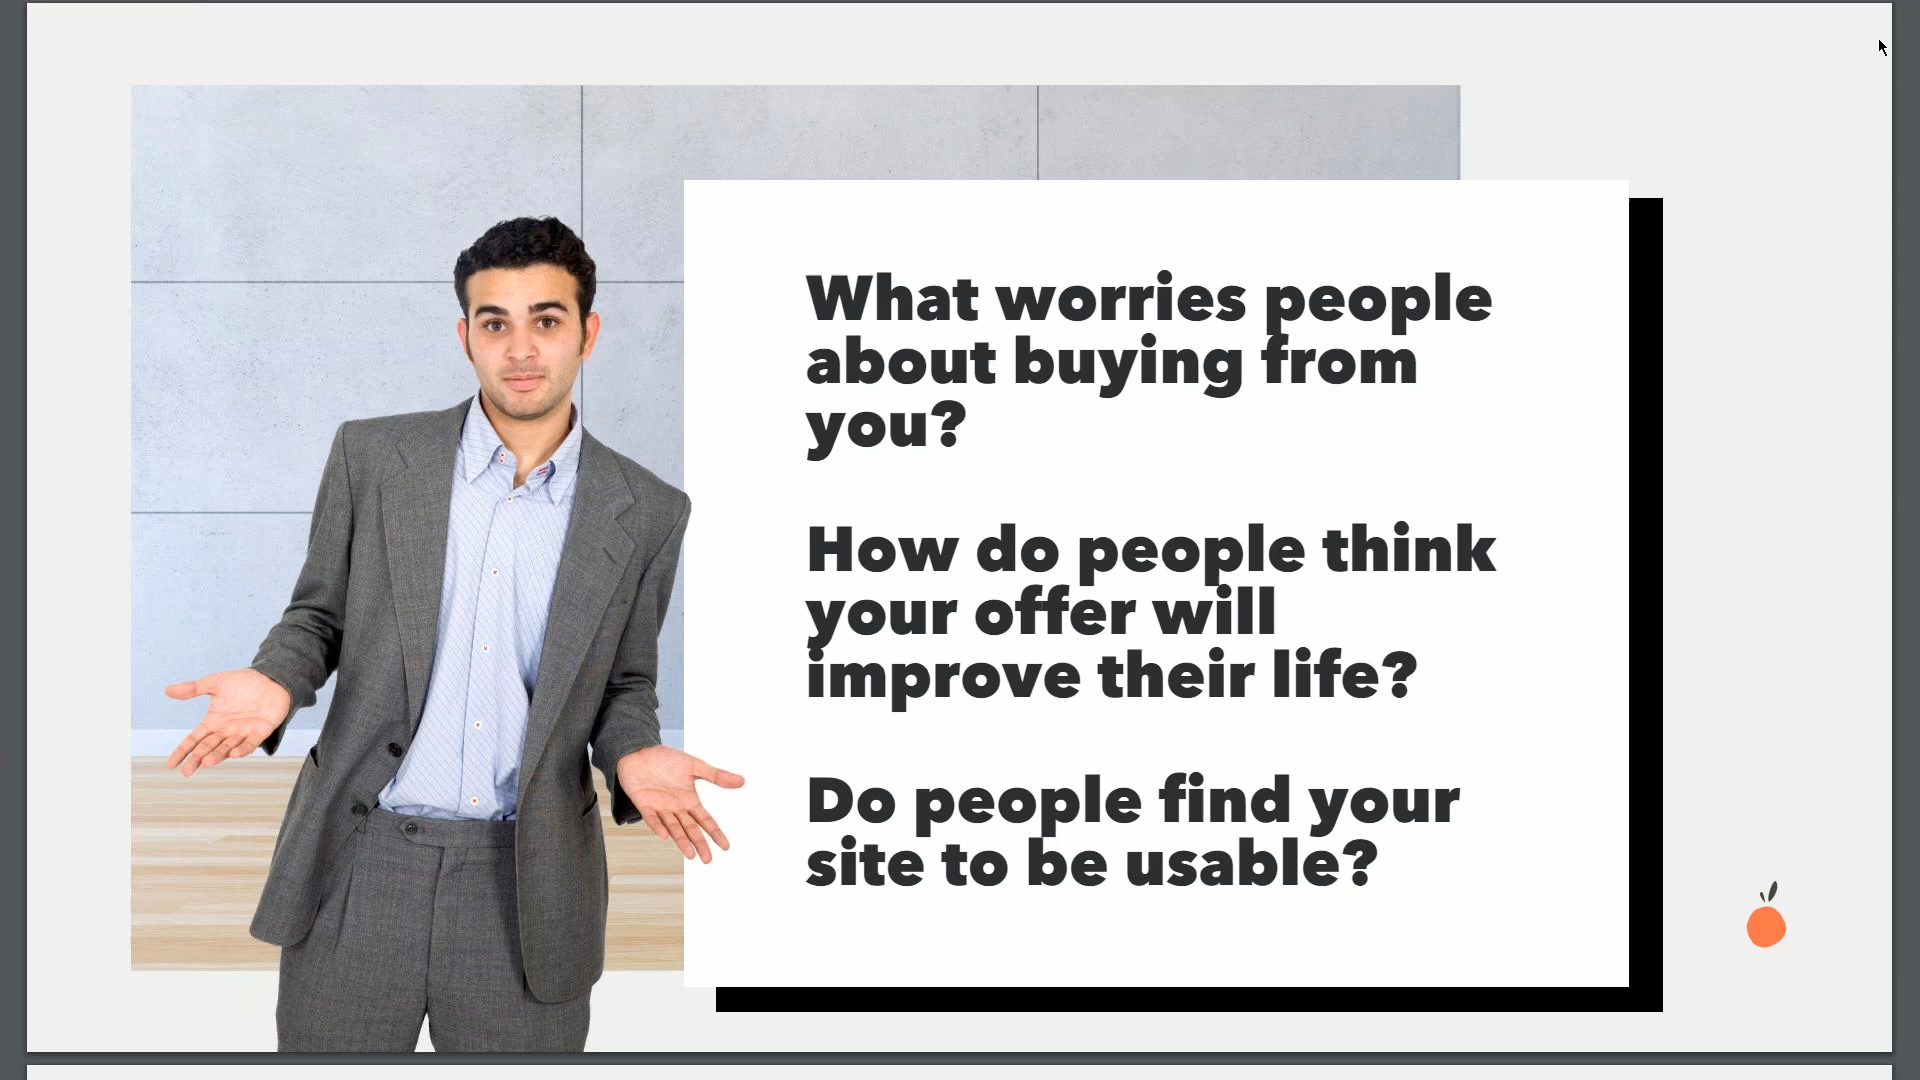 What worries people
about buying from
you?
How do people think
your offer will
improve their life?
Do people find your
site to be usable?